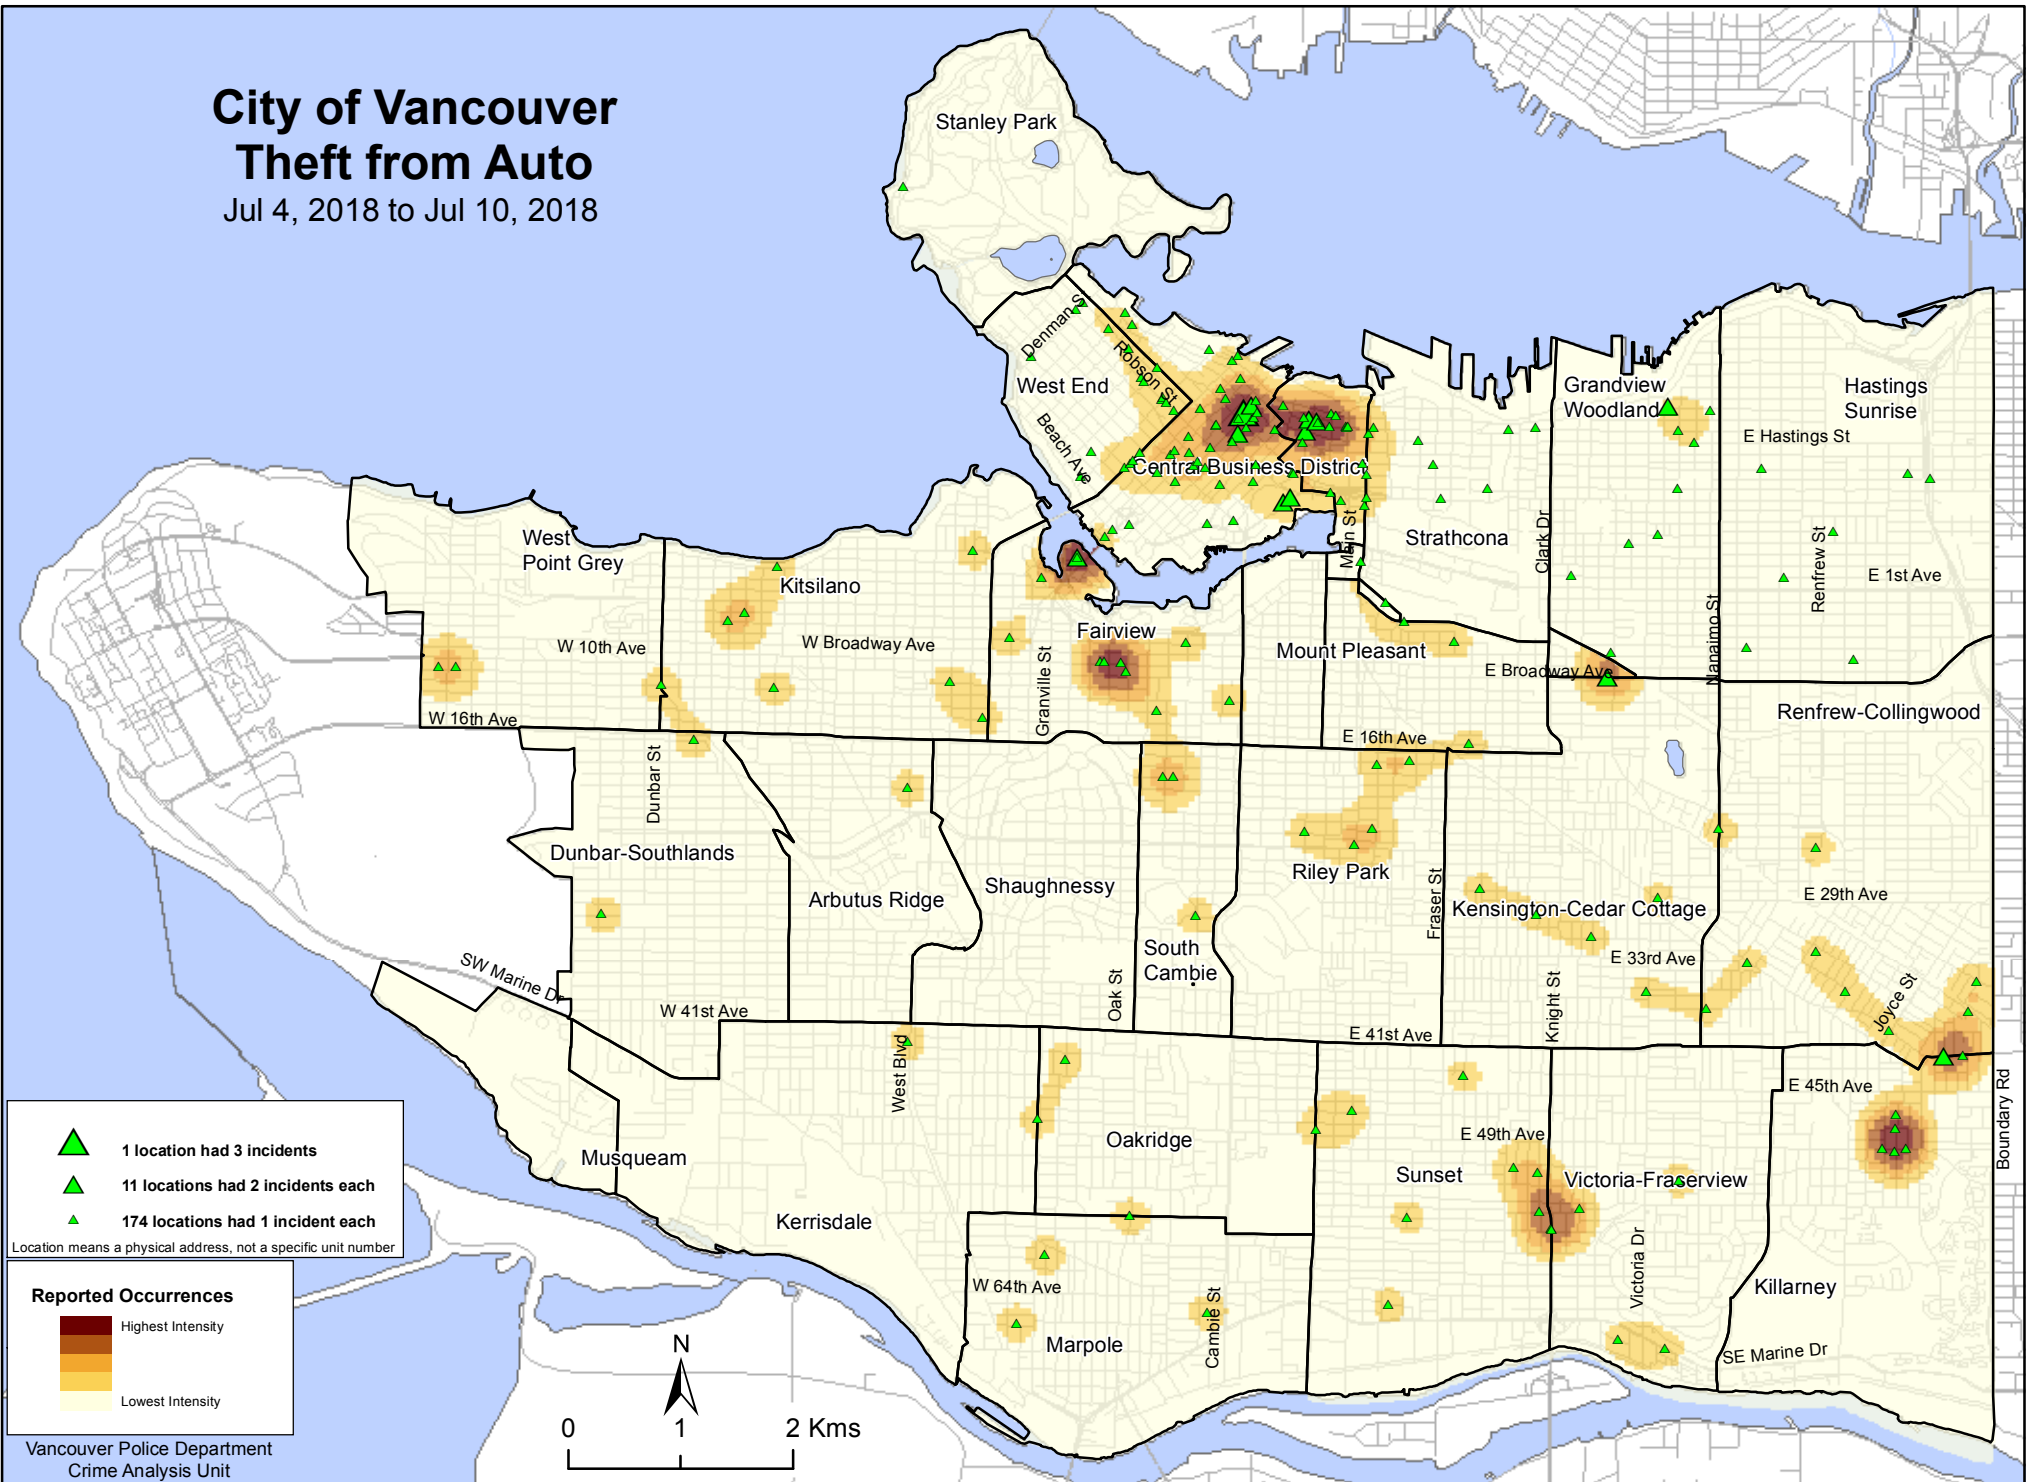 City of Vancouver
Theft from Auto
Jul 4, 2018 to Jul 10, 2018
Stanley Park
Denman St
Robson St
West End
Beach Ave
Central Business District
Grandview
Woodland
Hastings
Sunrise
E Hastings St
West
Point Grey
Kitsilano
Strathcona
Main St
Clark Dr
Renfrew St
E 1st Ave
Nanaimo St
W 10th Ave
W Broadway Ave
Fairview
Granville St
Mount Pleasant
E Broadway Ave
W 16th Ave
E 16th Ave
Renfrew-Collingwood
Dunbar St
Dunbar-Southlands
Arbutus Ridge
Shaughnessy
Riley Park
Fraser St
Kensington-Cedar Cottage
E 29th Ave
South
Cambie
E 33rd Ave
SW Marine Dr
W 41st Ave
Oak St
E 41st Ave
Knight St
Joyce St
West Blvd
E 45th Ave
Boundary Rd
Oakridge
E 49th Ave
Musqueam
Sunset
Victoria-Fraserview
Kerrisdale
Victoria Dr
W 64th Ave
Killarney
Marpole
Cambie St
SE Marine Dr
1 location had 3 incidents
11 locations had 2 incidents each
174 locations had 1 incident each
Location means a physical address, not a specific unit number
Reported Occurrences
Highest Intensity
Lowest Intensity
N
0 1 2 Kms
Vancouver Police Department
Crime Analysis Unit